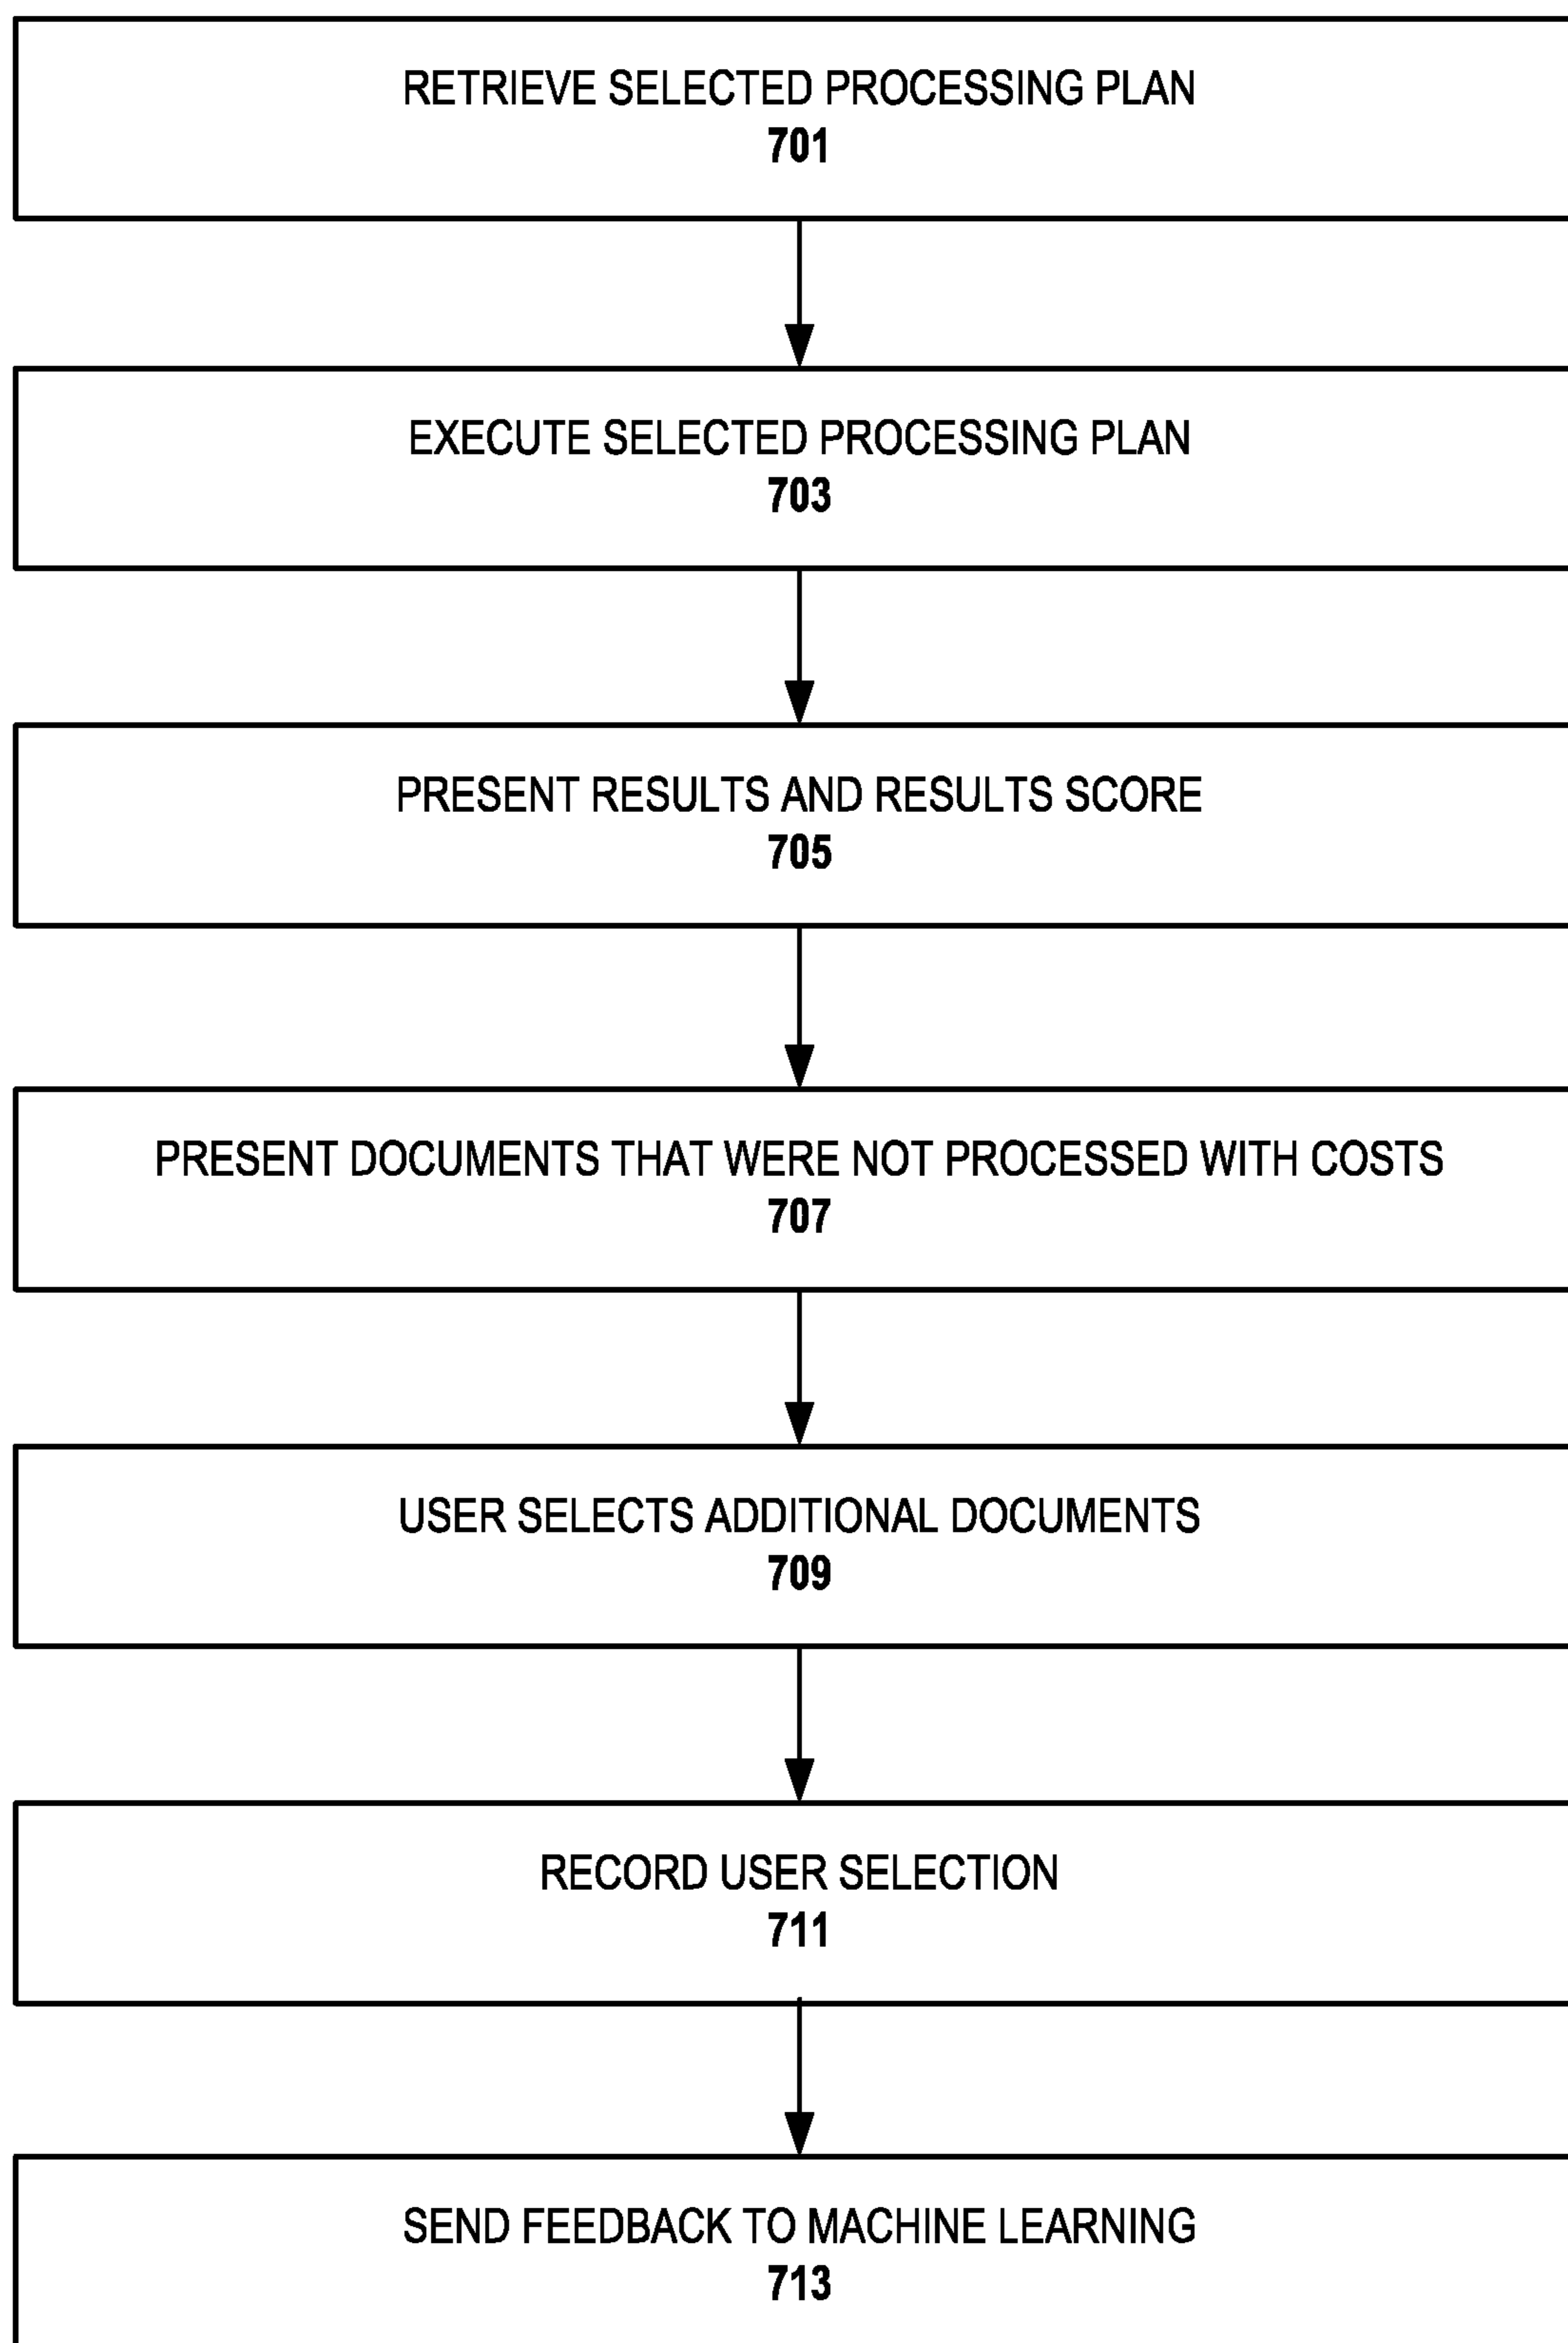 RETRIEVE SELECTED PROCESSING PLAN
701
EXECUTE SELECTED PROCESSING PLAN
703
PRESENT RESULTS AND RESULTS SCORE
705
PRESENT DOCUMENTS THAT WERE NOT PROCESSED WITH COSTS
707
USER SELECTS ADDITIONAL DOCUMENTS
709
RECORD USER SELECTION
711
SEND FEEDBACK TO MACHINE LEARNING
713